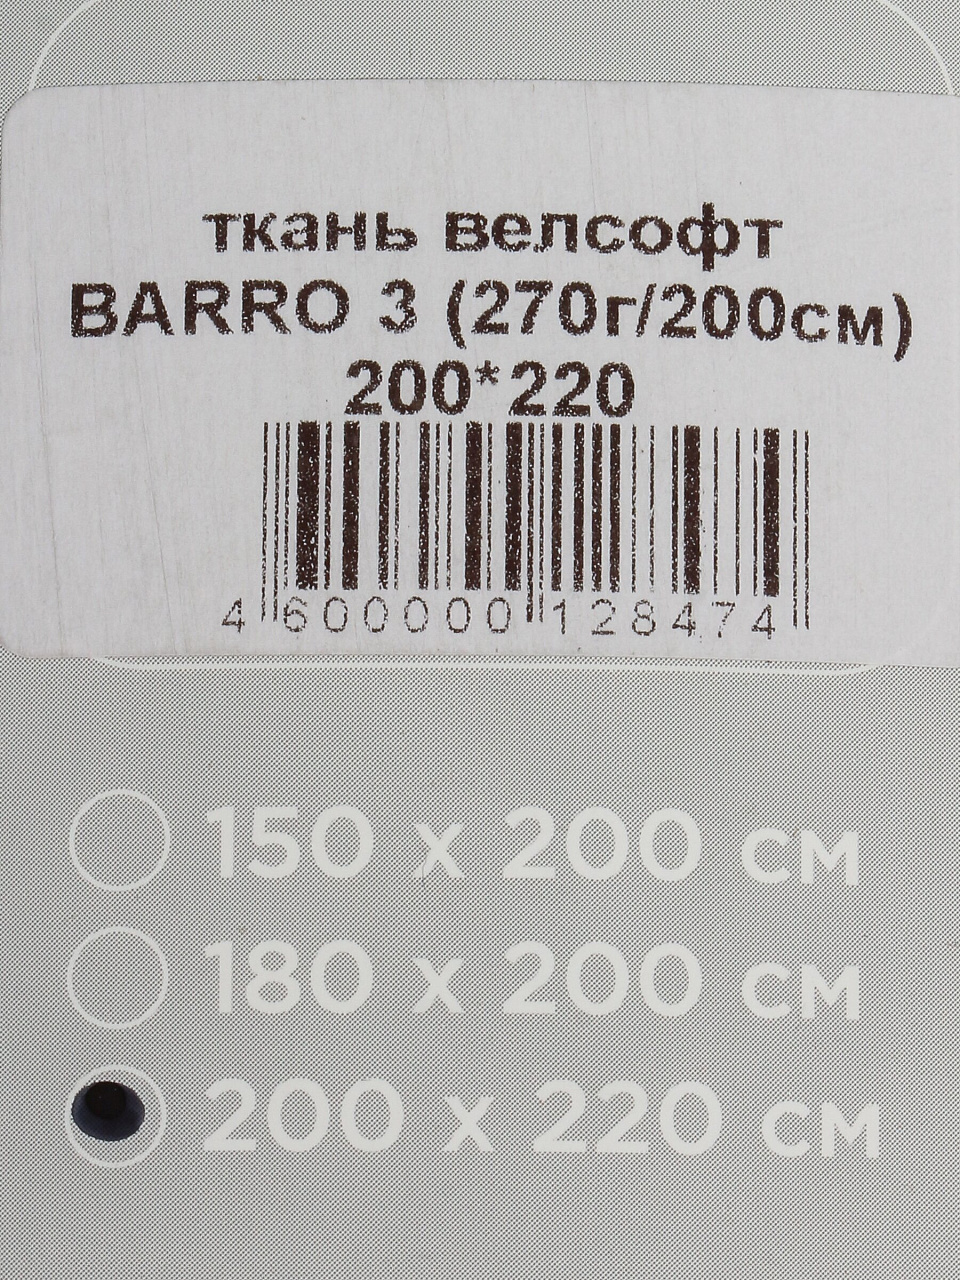 ткань велсофт
BARRO 3 (270г/200см)
200*220
4 600000 128474
150 х 200 см
180 х 200 см
200 х 220 см